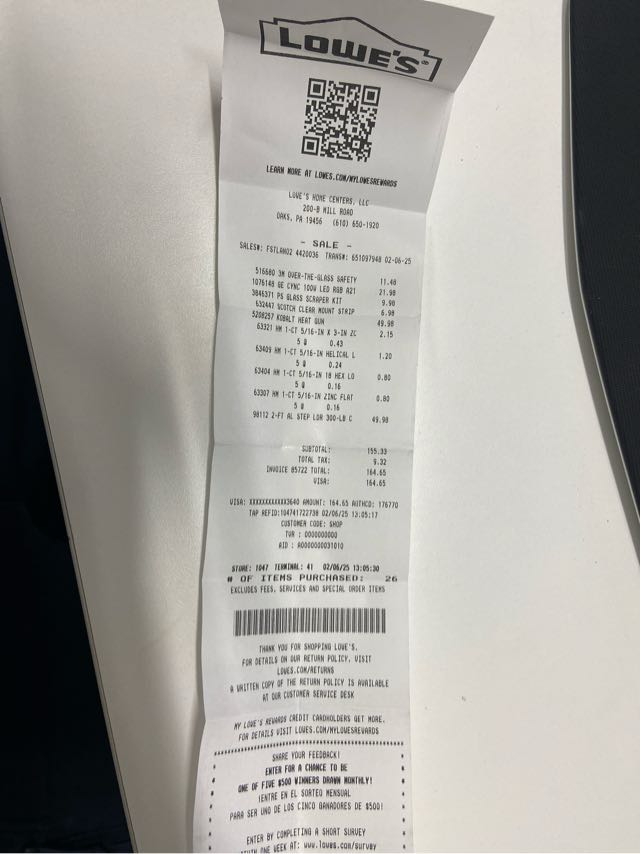 LOWE'S®
LEARN MORE AT LOWES.COM/MYLOWESREWARDS
LOWE'S HOME CENTERS, LLC
200-B MILL ROAD
OAKS, PA 19456 (610) 650-1920
- SALE -
SALES#: FSTLAH02 4420036 TRANS#: 651097948 02-06-25
516680 3M OVER-THE-GLASS SAFETY 11.48
1076148 GE CYNC 100W LED RGB A21 21.98
3846371 PS GLASS SCRAPER KIT 9.98
632447 SCOTCH CLEAR MOUNT STRIP 6.98
5208257 KOBALT HEAT GUN 49.98
63321 HM 1-CT 5/16-IN X 3-IN ZC 2.15
5 @ 0.43
63409 HM 1-CT 5/16-IN HELICAL L 1.20
5 @ 0.24
63404 HM 1-CT 5/16-IN 18 HEX LO 0.80
5 @ 0.16
63307 HM 1-CT 5/16-IN ZINC FLAT 0.80
5 @ 0.16
98112 2-FT AL STEP LDR 300-LB C 49.98
SUBTOTAL: 155.33
TOTAL TAX: 9.32
INVOICE 85722 TOTAL: 164.65
VISA: 164.65
VISA: XXXXXXXXXXXX3640 AMOUNT: 164.65 AUTHCD: 176770
TAP REFID:104741722738 02/06/25 13:05:17
CUSTOMER CODE: SHOP
TVR : 0000000000
AID : A0000000031010
STORE: 1047 TERMINAL: 41 02/06/25 13:05:30
# OF ITEMS PURCHASED: 26
EXCLUDES FEES, SERVICES AND SPECIAL ORDER ITEMS
THANK YOU FOR SHOPPING LOWE'S.
FOR DETAILS ON OUR RETURN POLICY, VISIT
LOWES.COM/RETURNS
A WRITTEN COPY OF THE RETURN POLICY IS AVAILABLE
AT OUR CUSTOMER SERVICE DESK
MY LOWE'S REWARDS CREDIT CARDHOLDERS GET MORE.
FOR DETAILS VISIT LOWES.COM/MYLOWESREWARDS
SHARE YOUR FEEDBACK!
ENTER FOR A CHANCE TO BE
ONE OF FIVE $500 WINNERS DRAWN MONTHLY!
¡ENTRE EN EL SORTEO MENSUAL
PARA SER UNO DE LOS CINCO GANADORES DE $500!
ENTER BY COMPLETING A SHORT SURVEY
WITHIN ONE WEEK AT: www.lowes.com/survey